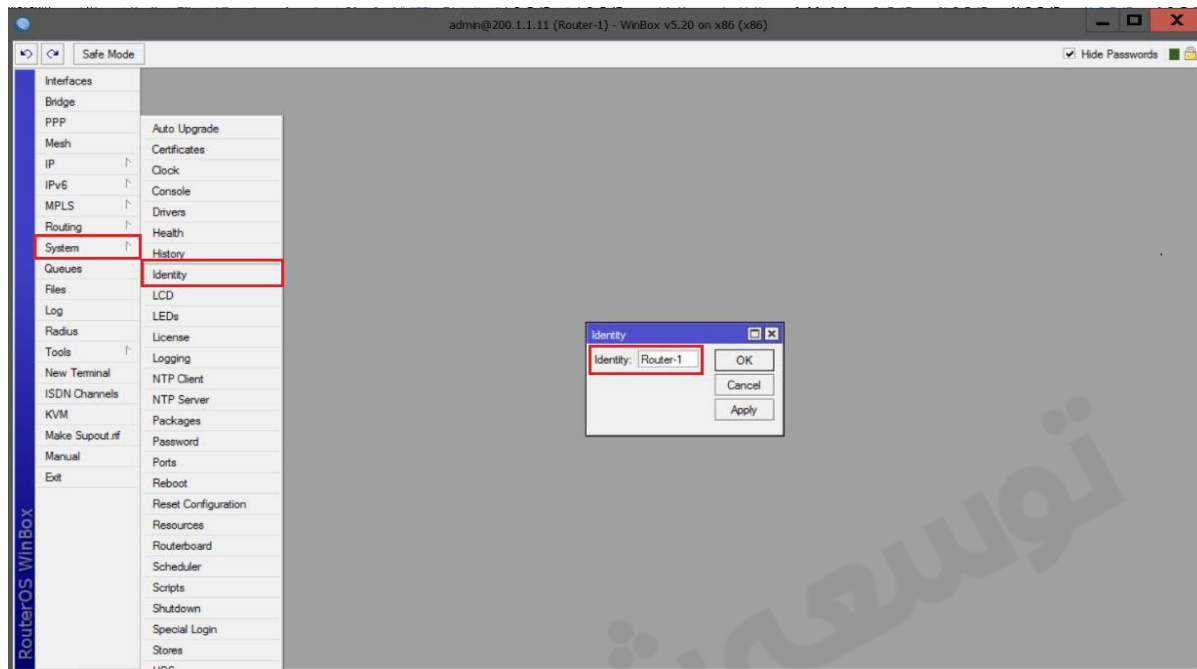 admin@200.1.1.11 (Router-1) - WinBox v5.20 on x86 (x86)
Safe Mode
Hide Passwords
Interfaces
Bridge
PPP
Mesh
IP
IPv6
MPLS
Routing
System
Queues
Files
Log
Radius
Tools
New Terminal
ISDN Channels
KVM
Make Supout.rif
Manual
Exit
Auto Upgrade
Certificates
Clock
Console
Drivers
Health
History
Identity
LCD
LEDs
License
Logging
NTP Client
NTP Server
Packages
Password
Ports
Reboot
Reset Configuration
Resources
Routerboard
Scheduler
Scripts
Shutdown
Special Login
Stores
Identity
Identity: Router-1
OK
Cancel
Apply
RouterOS WinBox
توسعه